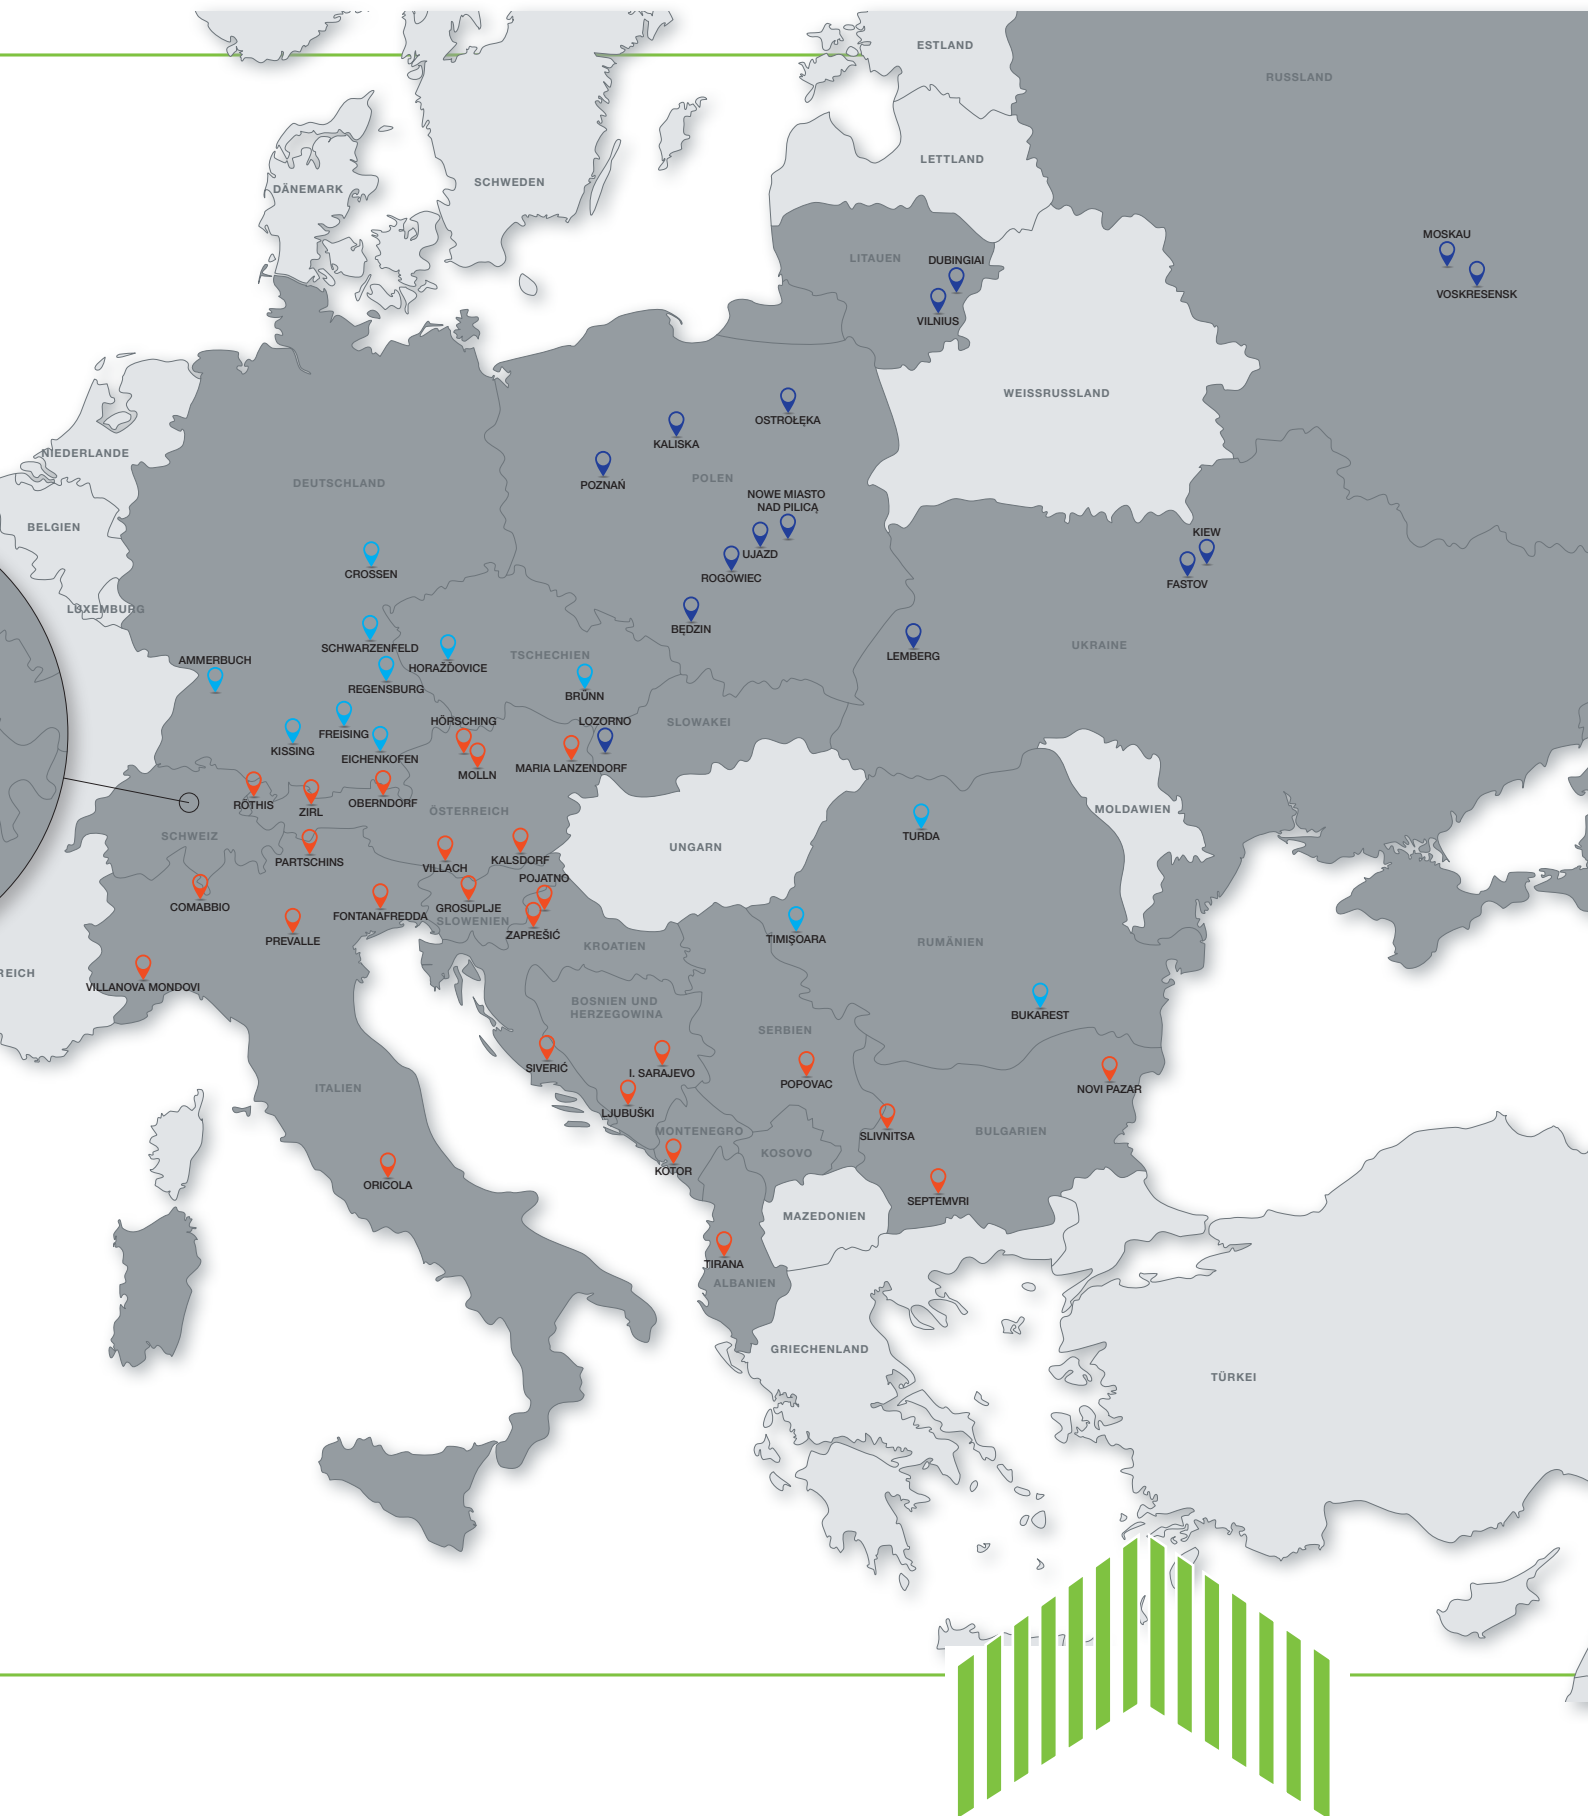 ESTLAND
RUSSLAND
LETTLAND
SCHWEDEN
DÄNEMARK
MOSKAU
LITAUEN
DUBINGIAI
VOSKRESENSK
VILNIUS
WEISSRUSSLAND
OSTROŁĘKA
KALISKA
NIEDERLANDE
POLEN
DEUTSCHLAND
POZNAŃ
NOWE MIASTO
NAD PILICĄ
BELGIEN
KIEW
UJAZD
CROSSEN
ROGOWIEC
FASTOV
LUXEMBURG
BĘDZIN
UKRAINE
SCHWARZENFELD
TSCHECHIEN
LEMBERG
AMMERBUCH
HORAŽĎOVICE
REGENSBURG
BRÜNN
HÖRSCHING
LOZORNO
SLOWAKEI
FREISING
KISSING
EICHENKOFEN
MARIA LANZENDORF
MOLLN
RÖTHIS
OBERNDORF
ZIRL
ÖSTERREICH
MOLDAWIEN
SCHWEIZ
TURDA
UNGARN
PARTSCHINS
KALSDORF
VILLACH
POJATNO
COMABBIO
GROSUPLJE
FONTANAFREDDA
SLOWENIEN
ZAPREŠIĆ
PREVALLE
TIMIŞOARA
RUMÄNIEN
KROATIEN
REICH
VILLANOVA MONDOVI
BOSNIEN UND
HERZEGOWINA
BUKAREST
SERBIEN
SIVERIĆ
I. SARAJEVO
POPOVAC
ITALIEN
NOVI PAZAR
LJUBUŠKI
MONTENEGRO
SLIVNITSA
BULGARIEN
KOSOVO
KOTOR
ORICOLA
SEPTEMVRI
MAZEDONIEN
TIRANA
ALBANIEN
GRIECHENLAND
TÜRKEI